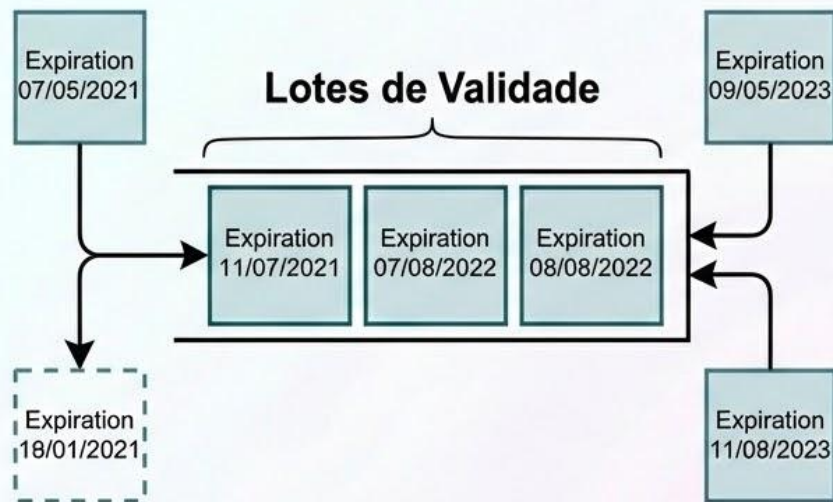 Expiration
07/05/2021
Lotes de Validade
Expiration
09/05/2023
Expiration
11/07/2021
Expiration
07/08/2022
Expiration
08/08/2022
Expiration
18/01/2021
Expiration
11/08/2023